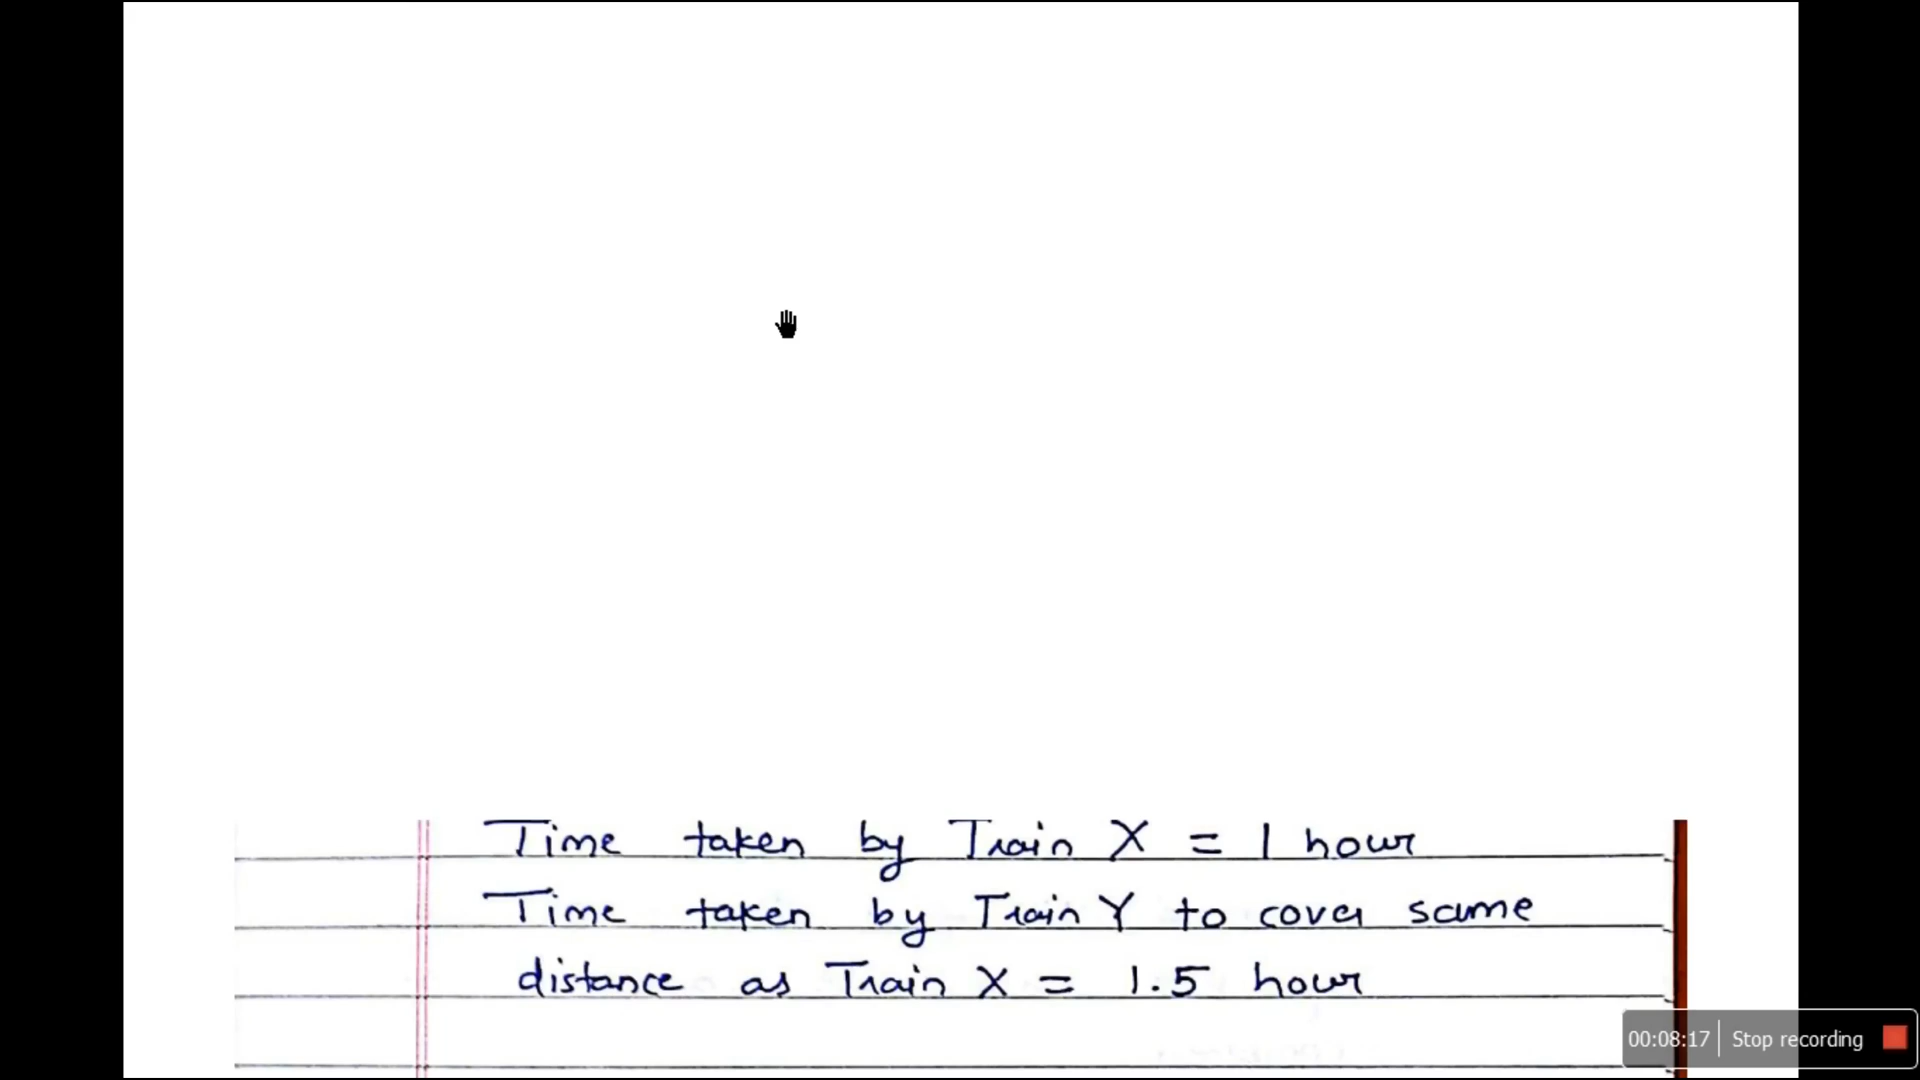 Time taken by Train X = 1 hour
Time taken by Train Y to cover same
distance as Train X = 1.5 hour
00:08:17 Stop recording